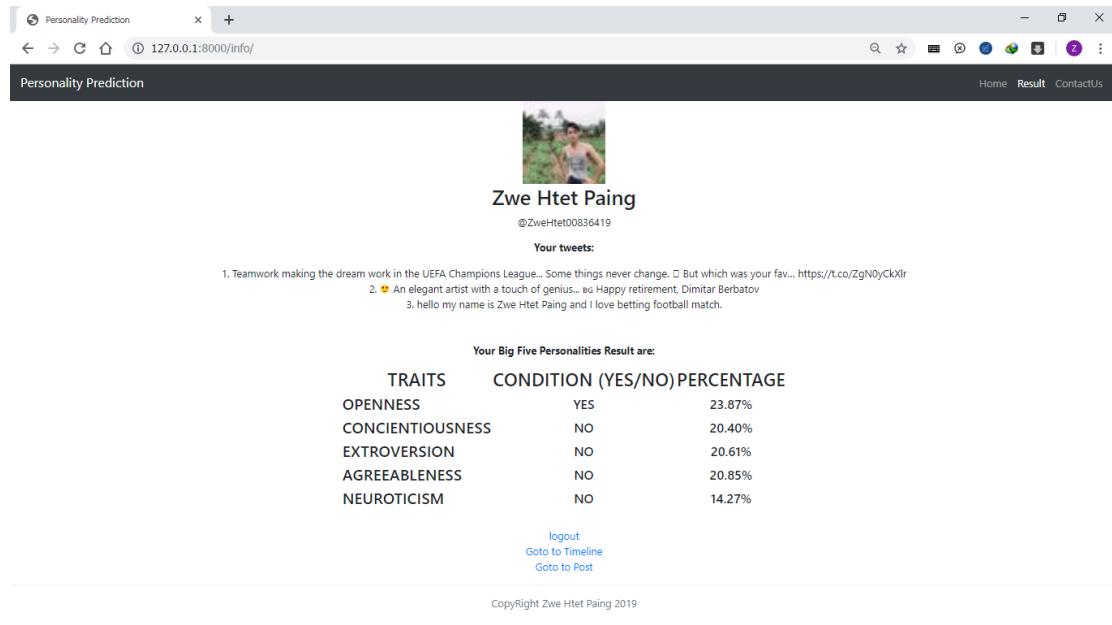 Personality Prediction
127.0.0.1:8000/info/
Z
Personality Prediction
Home Result ContactUs
Zwe Htet Paing
@ZweHtet00836419
Your tweets:
1. Teamwork making the dream work in the UEFA Champions League... Some things never change. But which was your fav... https://t.co/ZgN0yCkXlr
2. 😍 An elegant artist with a touch of genius... BG Happy retirement, Dimitar Berbatov
3. hello my name is Zwe Htet Paing and I love betting football match.
Your Big Five Personalities Result are:
TRAITS CONDITION (YES/NO) PERCENTAGE
OPENNESS YES 23.87%
CONCIENTIOUSNESS NO 20.40%
EXTROVERSION NO 20.61%
AGREEABLENESS NO 20.85%
NEUROTICISM NO 14.27%
logout
Goto to Timeline
Goto to Post
CopyRight Zwe Htet Paing 2019